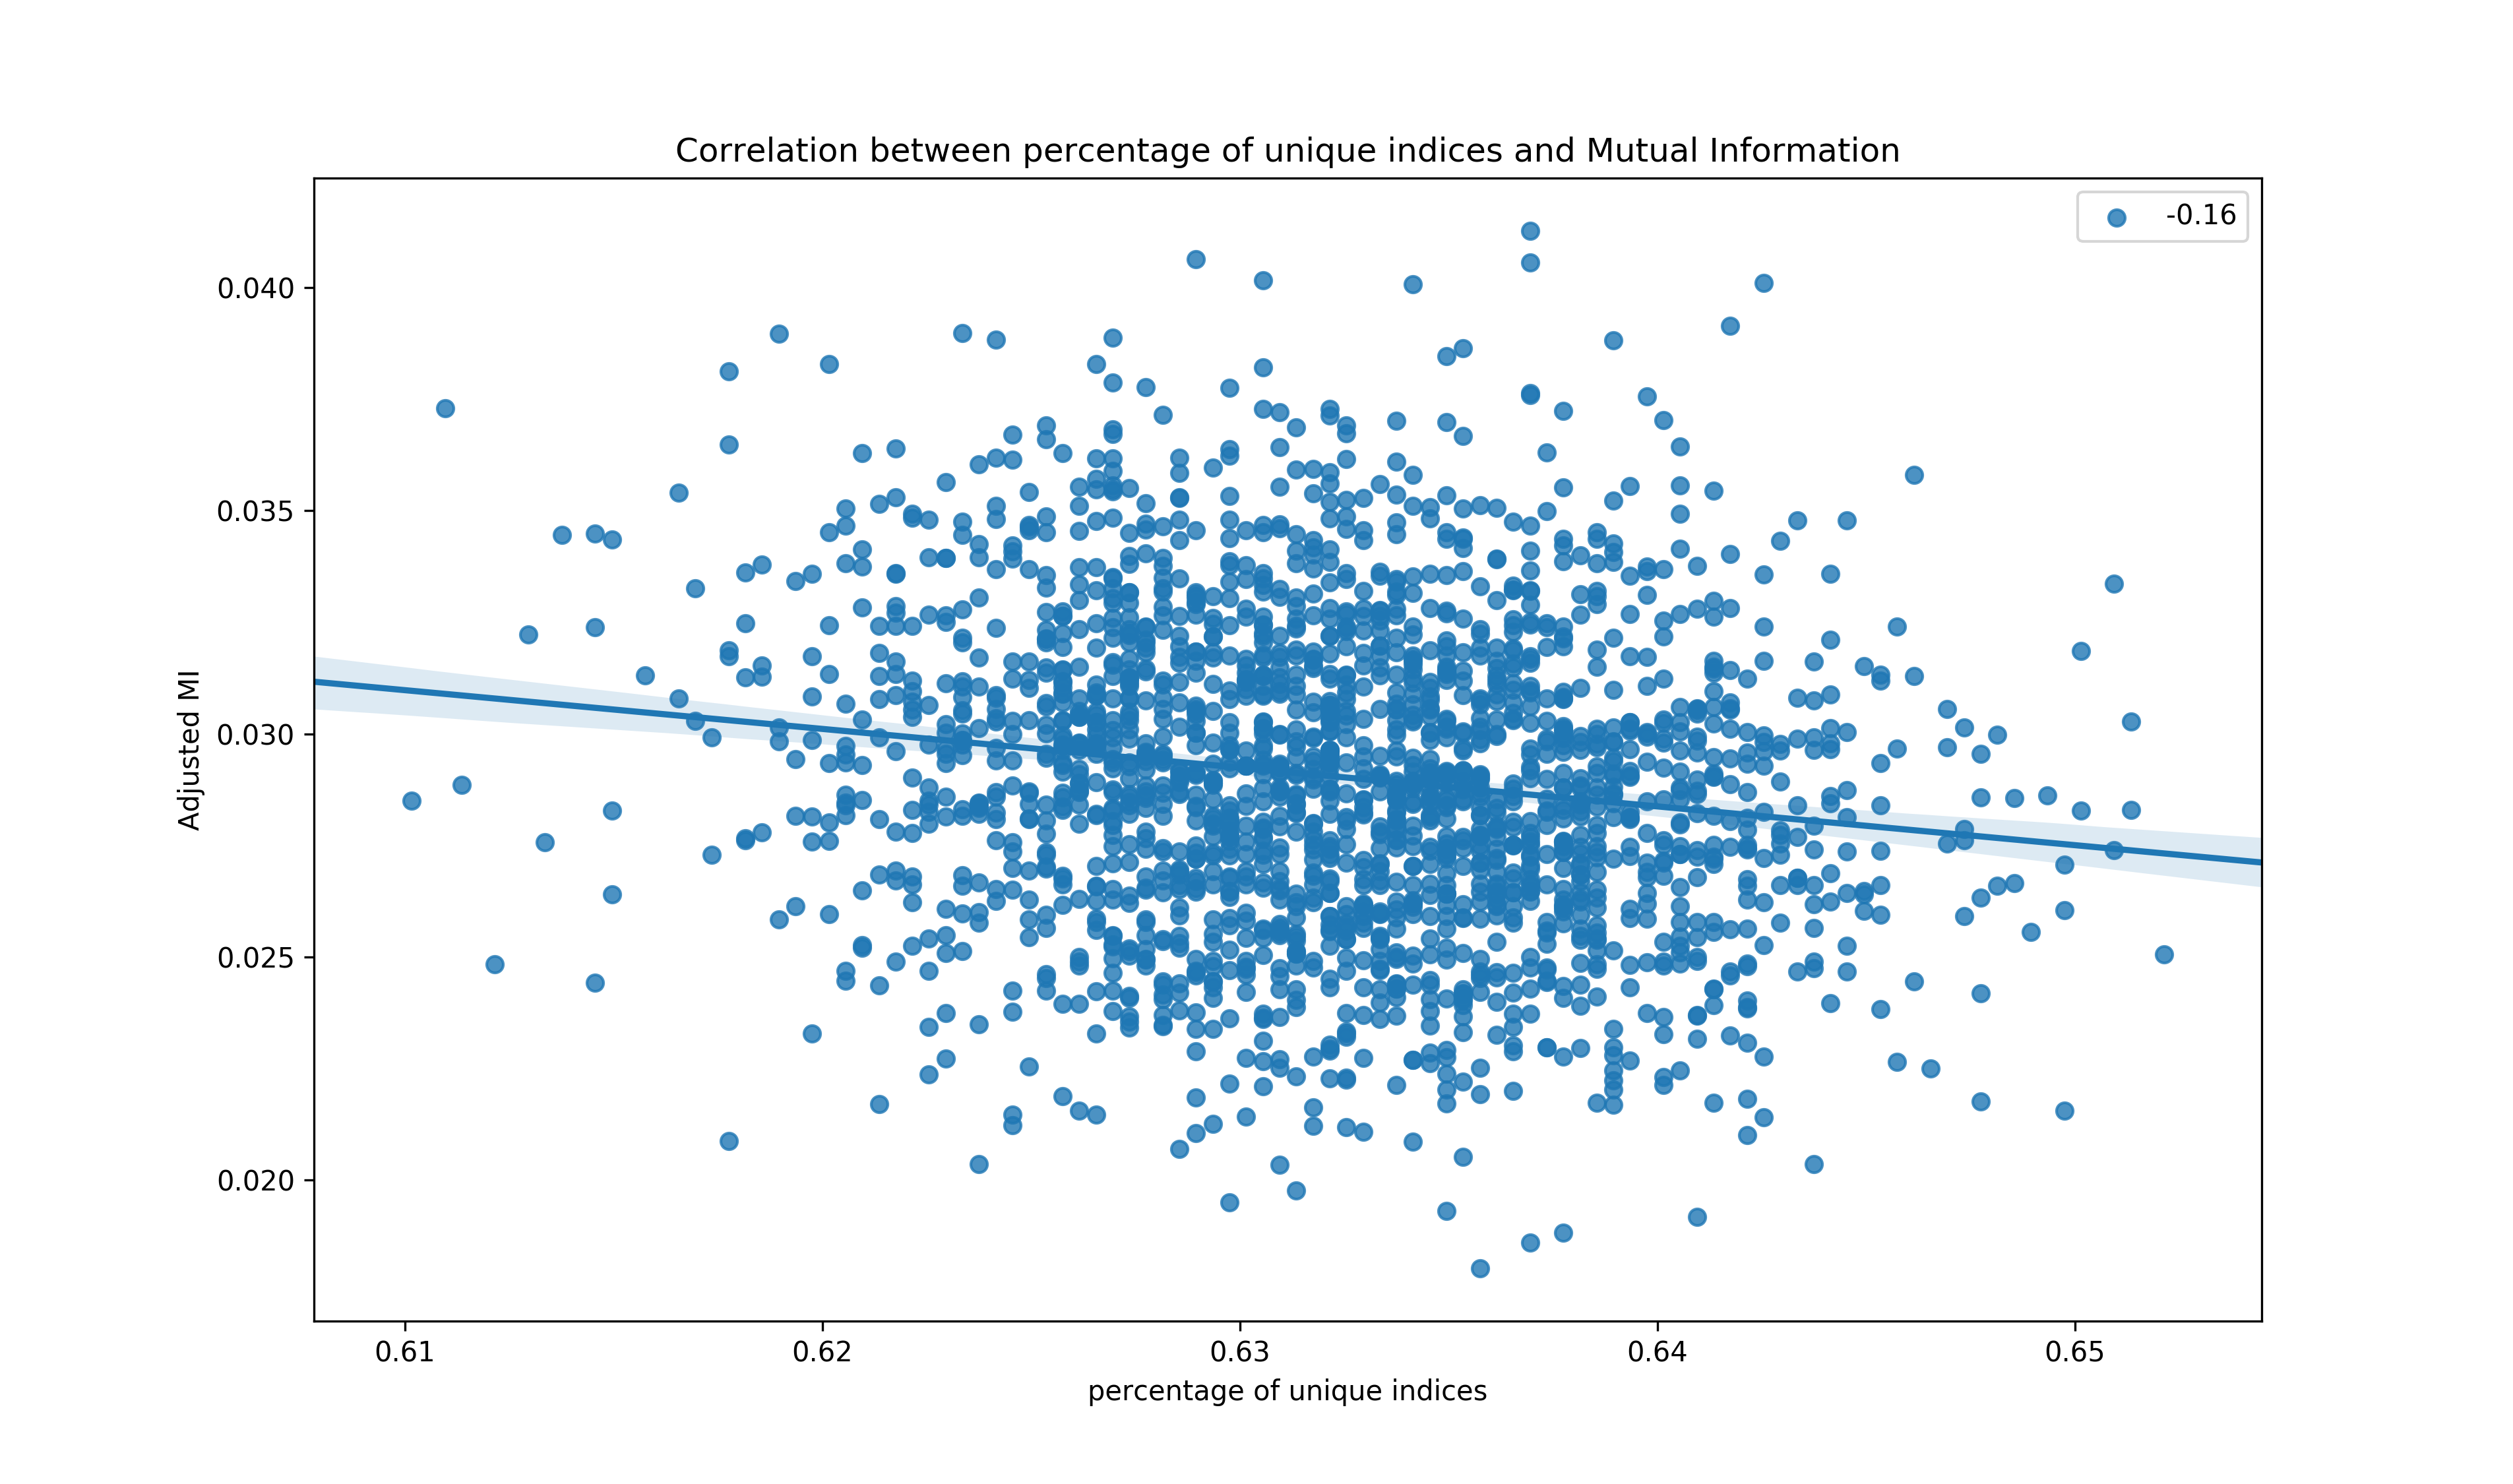 Correlation between percentage of unique indices and Mutual Information
-0.16
0.040
0.035
0.030
0.025
0.020
Adjusted MI
0.61 0.62 0.63 0.64 0.65
percentage of unique indices